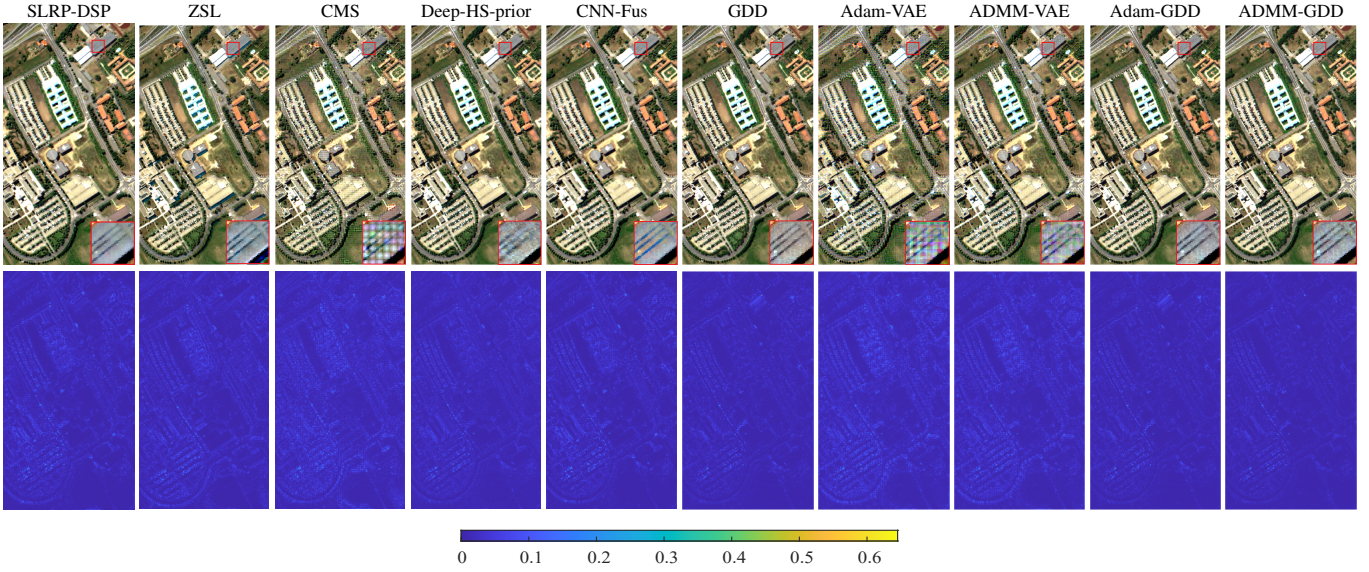 SLRP-DSP ZSL CMS Deep-HS-prior CNN-Fus GDD Adam-VAE ADMM-VAE Adam-GDD ADMM-GDD
0 0.1 0.2 0.3 0.4 0.5 0.6